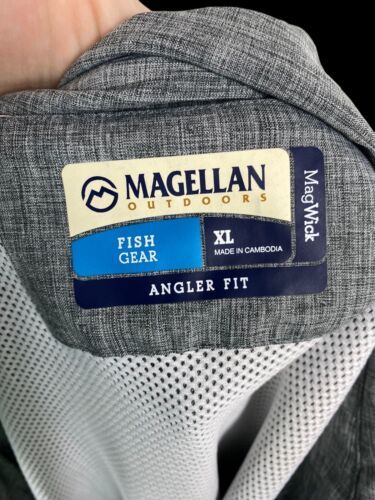 MAGELLAN
OUTDOORS
FISH
GEAR
XL
MADE IN CAMBODIA
MagWick
ANGLER FIT